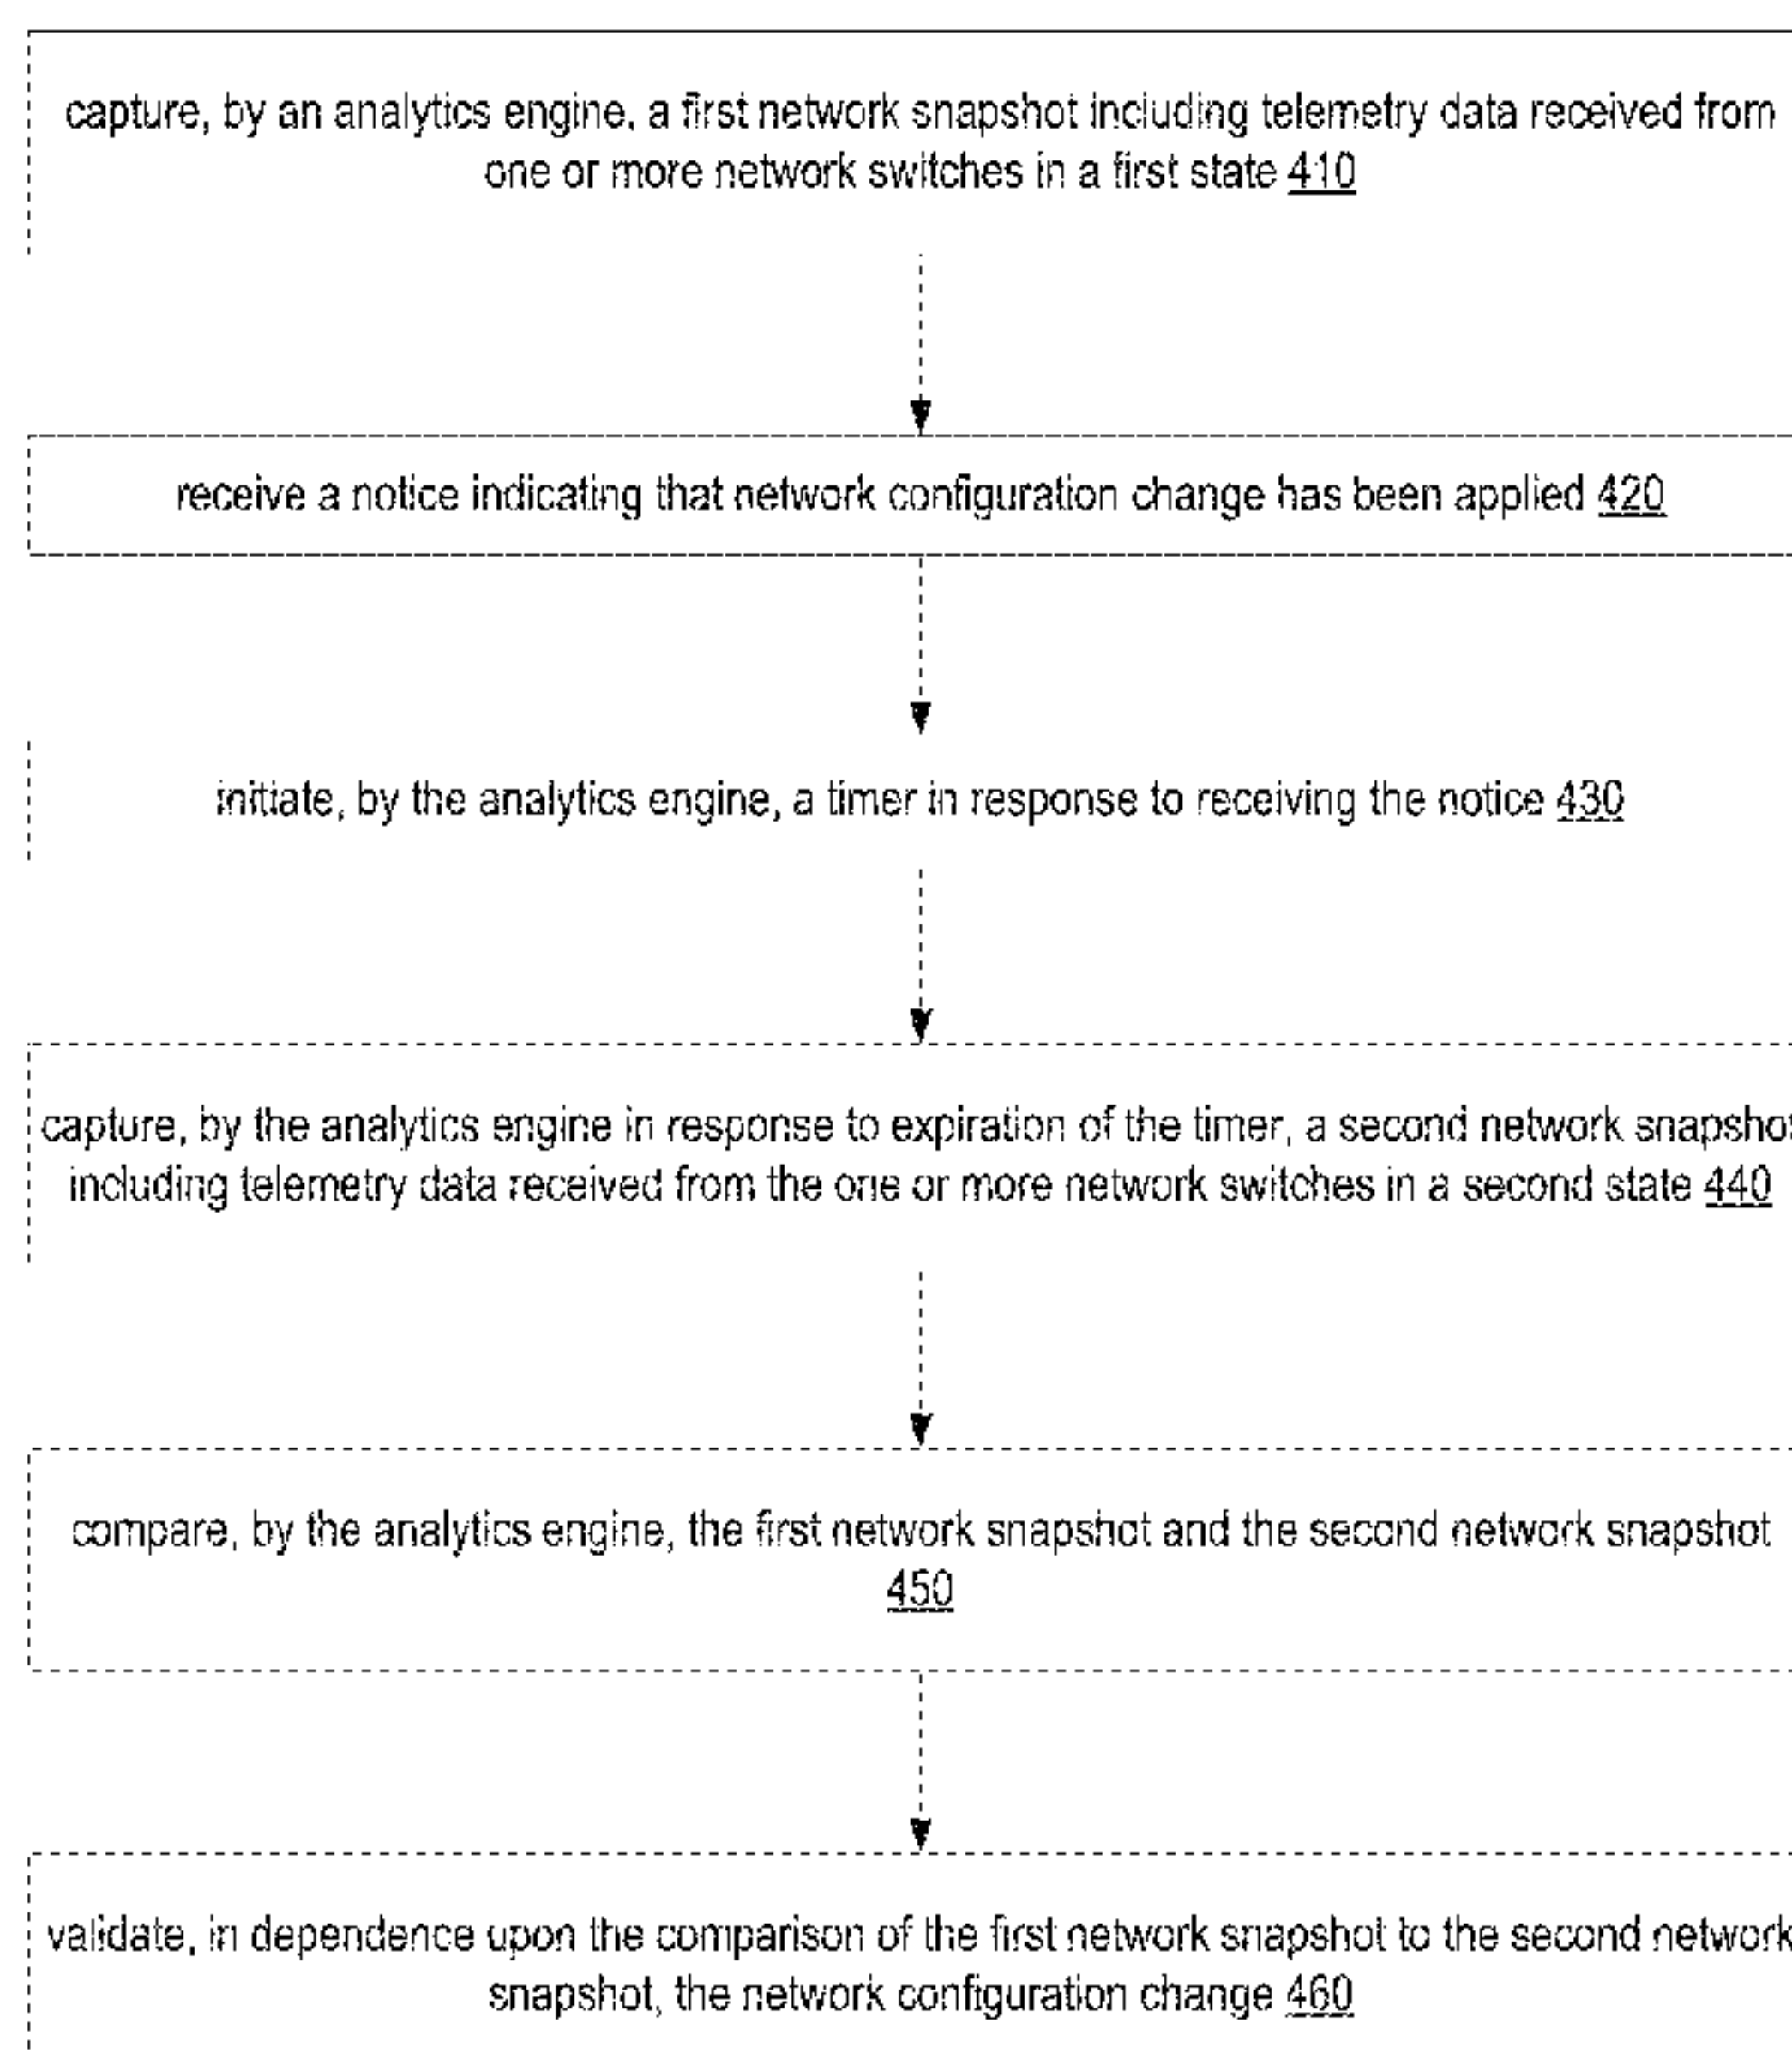 capture, by an analytics engine, a first network snapshot including telemetry data received from
one or more network switches in a first state 410
receive a notice indicating that network configuration change has been applied 420
initiate, by the analytics engine, a timer in response to receiving the notice 430
capture, by the analytics engine in response to expiration of the timer, a second network snapshot
including telemetry data received from the one or more network switches in a second state 440
compare, by the analytics engine, the first network snapshot and the second network snapshot
450
validate, in dependence upon the comparison of the first network snapshot to the second network
snapshot, the network configuration change 460